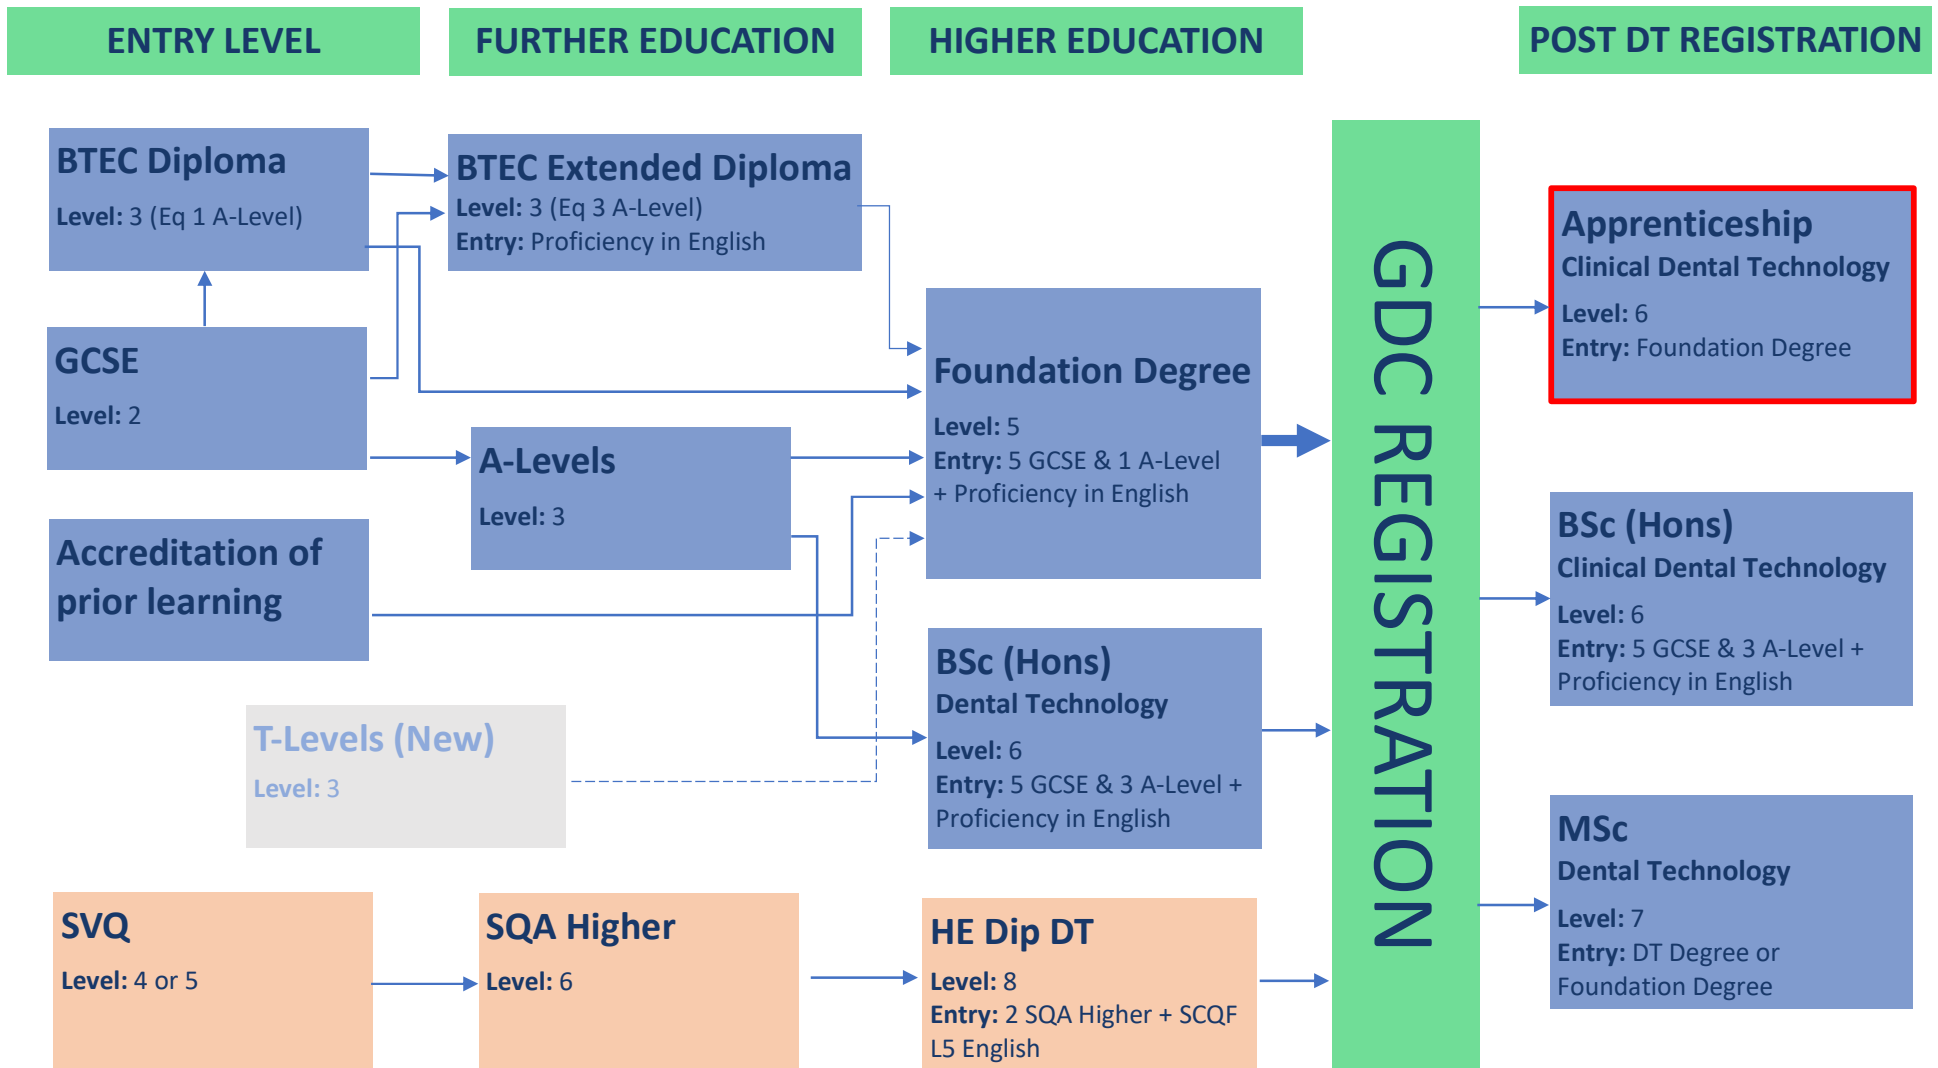 ENTRY LEVEL
FURTHER EDUCATION
HIGHER EDUCATION
POST DT REGISTRATION
BTEC Diploma
Level: 3 (Eq 1 A-Level)
GCSE
Level: 2
Accreditation of
prior learning
T-Levels (New)
Level: 3
SVQ
Level: 4 or 5
BTEC Extended Diploma
Level: 3 (Eq 3 A-Level)
Entry: Proficiency in English
A-Levels
Level: 3
SQA Higher
Level: 6
Foundation Degree
Level: 5
Entry: 5 GCSE & 1 A-Level
+ Proficiency in English
BSc (Hons)
Dental Technology
Level: 6
Entry: 5 GCSE & 3 A-Level +
Proficiency in English
HE Dip DT
Level: 8
Entry: 2 SQA Higher + SCQF
L5 English
GDC REGISTRATION
Apprenticeship
Clinical Dental Technology
Level: 6
Entry: Foundation Degree
BSc (Hons)
Clinical Dental Technology
Level: 6
Entry: 5 GCSE & 3 A-Level +
Proficiency in English
MSc
Dental Technology
Level: 7
Entry: DT Degree or
Foundation Degree